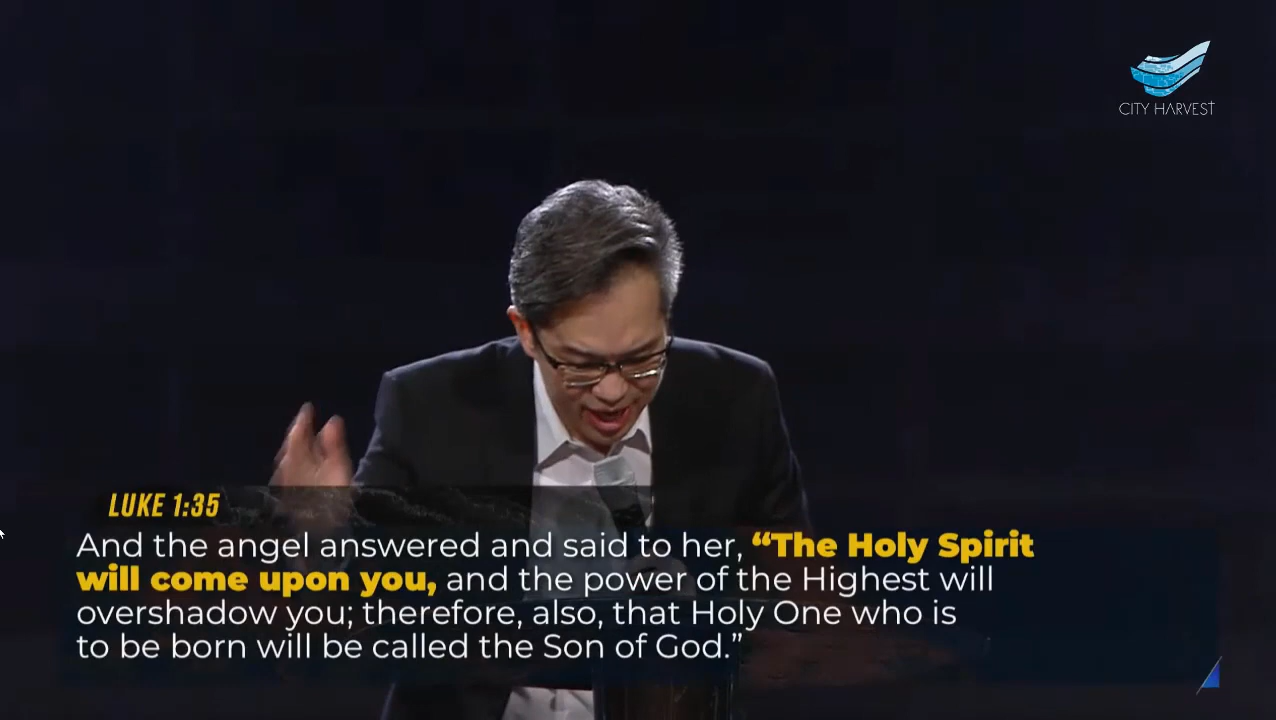 CITY HARVEST
LUKE 1:35
And the angel answered and said to her, “The Holy Spirit
will come upon you, and the power of the Highest will
overshadow you; therefore, also, that Holy One who is
to be born will be called the Son of God.”